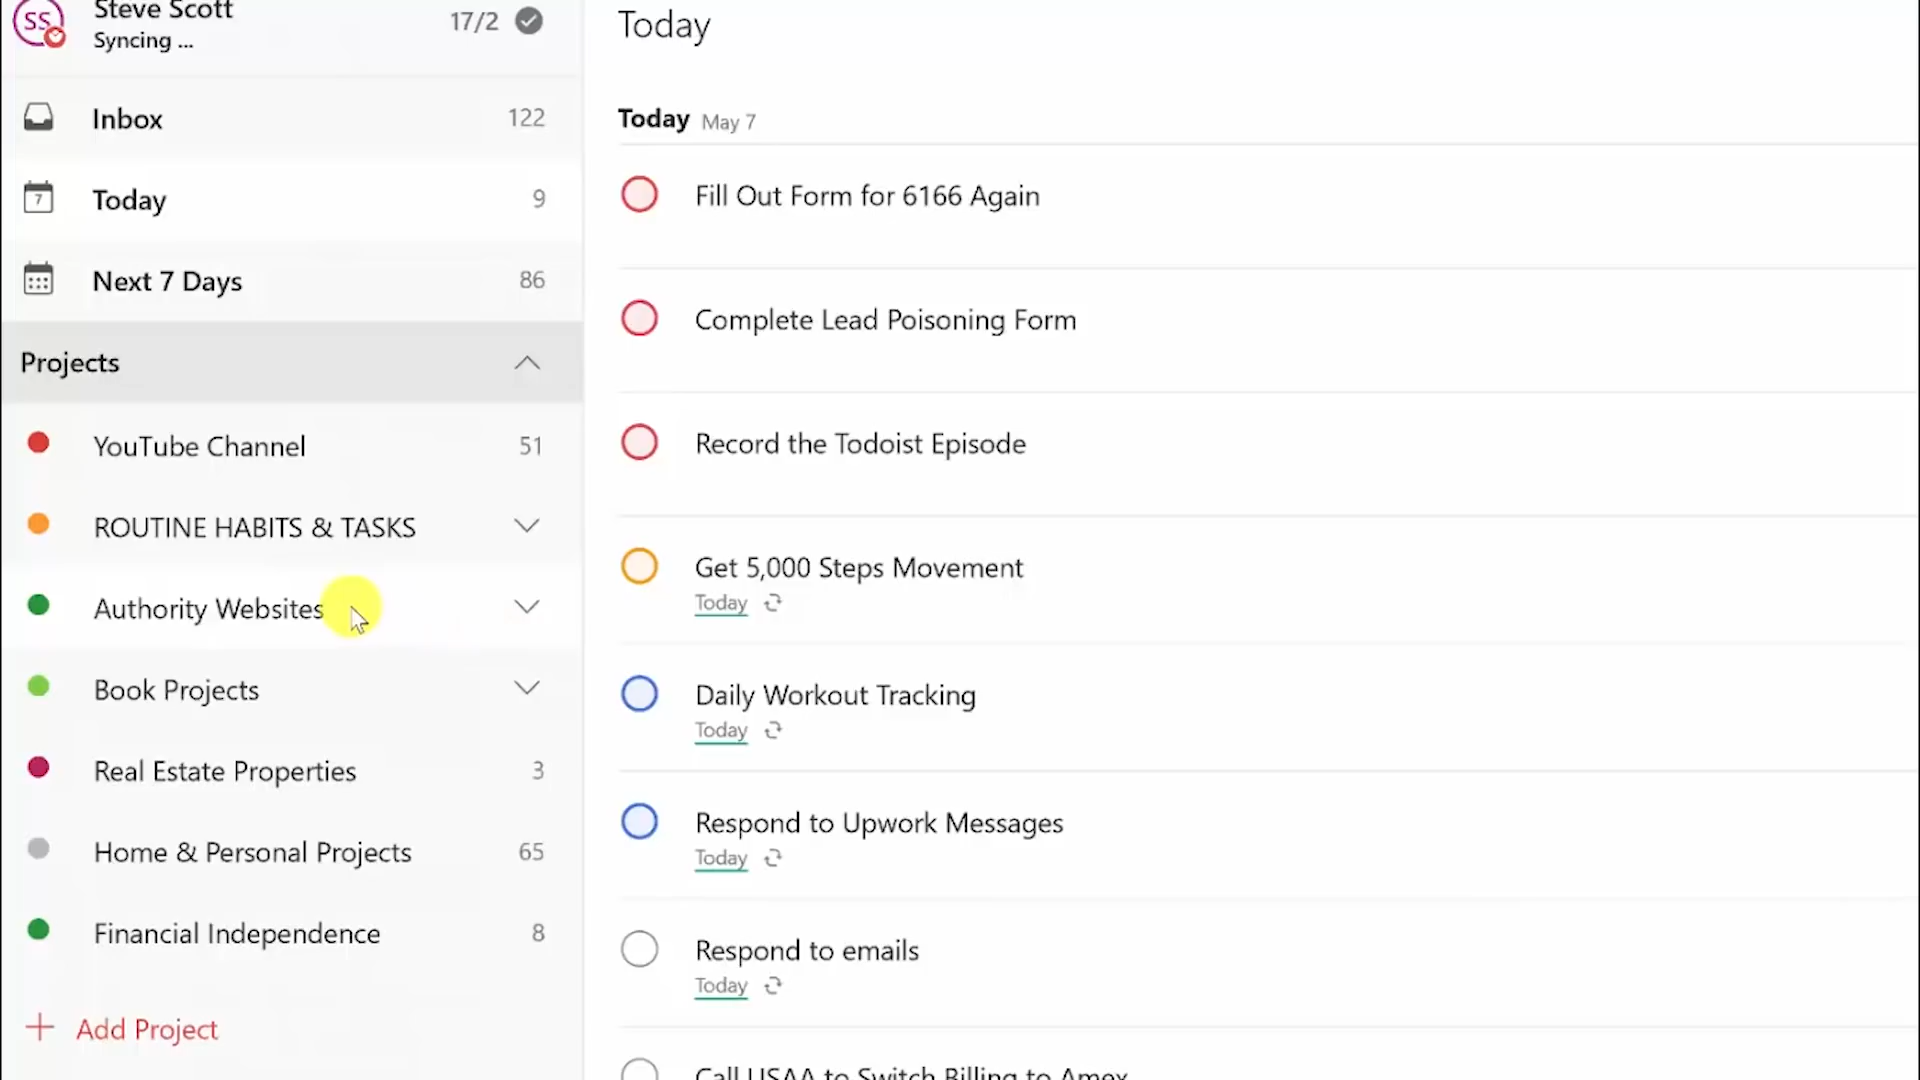 SS
Steve Scott
17/2
Syncing ...
Inbox
122
7
Today
9
Next 7 Days
86
Projects
YouTube Channel
51
ROUTINE HABITS & TASKS
Authority Websites
Book Projects
Real Estate Properties
3
Home & Personal Projects
65
Financial Independence
8
Add Project
Today
Today May 7
Fill Out Form for 6166 Again
Complete Lead Poisoning Form
Record the Todoist Episode
Get 5,000 Steps Movement
Today
Daily Workout Tracking
Today
Respond to Upwork Messages
Today
Respond to emails
Today
Call USAA to Switch Billing to Amex